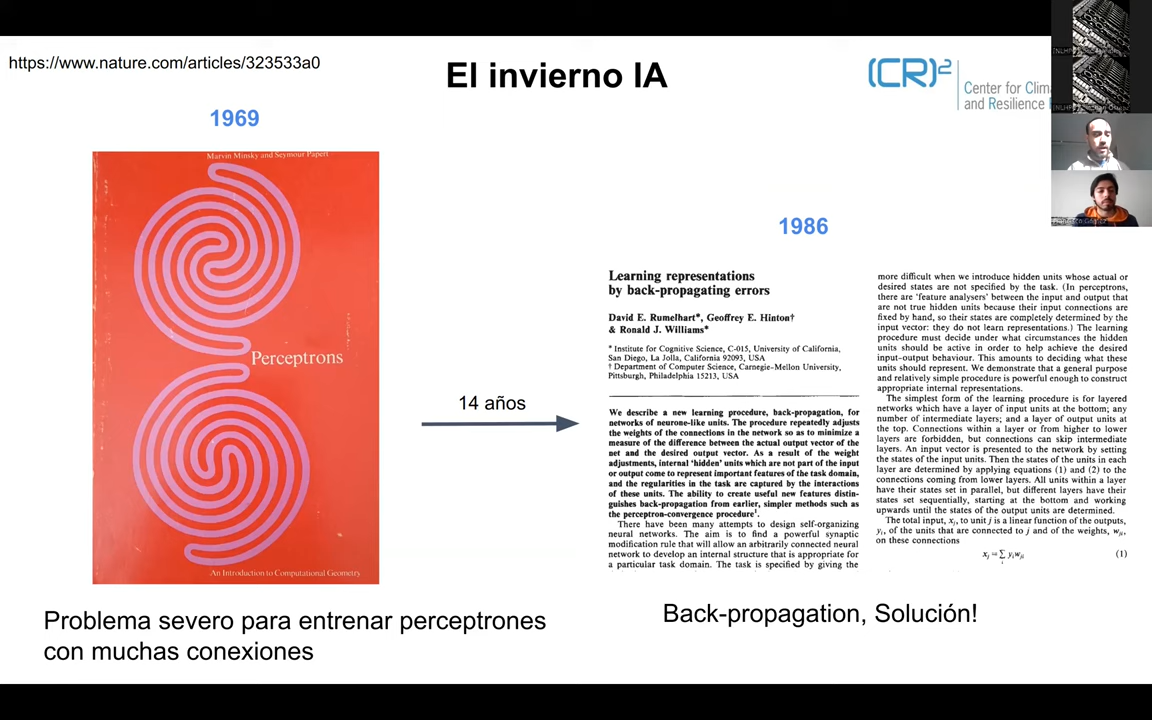 https://www.nature.com/articles/323533a0
El invierno IA
(CR)²
Center for Clim
and Resilience
1969
Marvin Minsky and Seymour Papert
Perceptrons
An Introduction to Computational Geometry
Problema severo para entrenar perceptrones
con muchas conexiones
14 años
1986
Learning representations
by back-propagating errors
David E. Rumelhart*, Geoffrey E. Hinton†
& Ronald J. Williams*
* Institute for Cognitive Science, C-015, University of California,
San Diego, La Jolla, California 92093, USA
† Department of Computer Science, Carnegie-Mellon University,
Pittsburgh, Philadelphia 15213, USA
We describe a new learning procedure, back-propagation, for
networks of neurone-like units. The procedure repeatedly adjusts
the weights of the connections in the network so as to minimize a
measure of the difference between the actual output vector of the
net and the desired output vector. As a result of the weight
adjustments, internal 'hidden' units which are not part of the input
or output come to represent important features of the task domain,
and the regularities in the task are captured by the interactions
of these units. The ability to create useful new features distin-
guishes back-propagation from earlier, simpler methods such as
the perceptron-convergence procedure¹.
There have been many attempts to design self-organizing
neural networks. The aim is to find a powerful synaptic
modification rule that will allow an arbitrarily connected neural
network to develop an internal structure that is appropriate for
a particular task domain. The task is specified by giving the
more difficult when we introduce hidden units whose actual or
desired states are not specified by the task. (In perceptrons,
there are 'feature analysers' between the input and output that
are not true hidden units because their input connections are
fixed by hand, so their states are completely determined by the
input vector: they do not learn representations.) The learning
procedure must decide under what circumstances the hidden
units should be active in order to help achieve the desired
input-output behaviour. This amounts to deciding what these
units should represent. We demonstrate that a general purpose
and relatively simple procedure is powerful enough to construct
appropriate internal representations.
The simplest form of the learning procedure is for layered
networks which have a layer of input units at the bottom; any
number of intermediate layers; and a layer of output units at
the top. Connections within a layer or from higher to lower
layers are forbidden, but connections can skip intermediate
layers. An input vector is presented to the network by setting
the states of the input units. Then the states of the units in each
layer are determined by applying equations (1) and (2) to the
connections coming from lower layers. All units within a layer
have their states set in parallel, but different layers have their
states set sequentially, starting at the bottom and working
upwards until the states of the output units are determined.
The total input, xⱼ, to unit j is a linear function of the outputs,
yᵢ, of the units that are connected to j and of the weights, wⱼᵢ,
on these connections
xⱼ = Σᵢ yᵢwⱼᵢ (1)
Back-propagation, Solución!